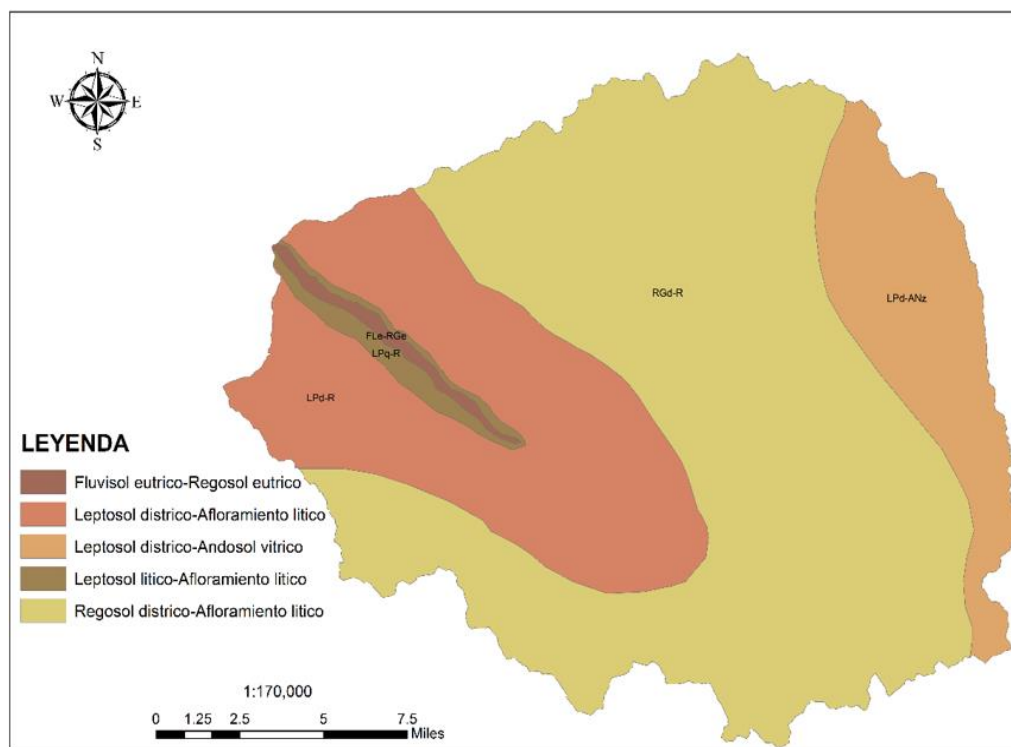 N
W E
S
RGd-R
LPd-ANz
FLe-RGe
LPq-R
LPd-R
LEYENDA
Fluvisol eutrico-Regosol eutrico
Leptosol districo-Afloramiento litico
Leptosol districo-Andosol vitrico
Leptosol litico-Afloramiento litico
Regosol districo-Afloramiento litico
1:170,000
0 1.25 2.5 5 7.5
Miles